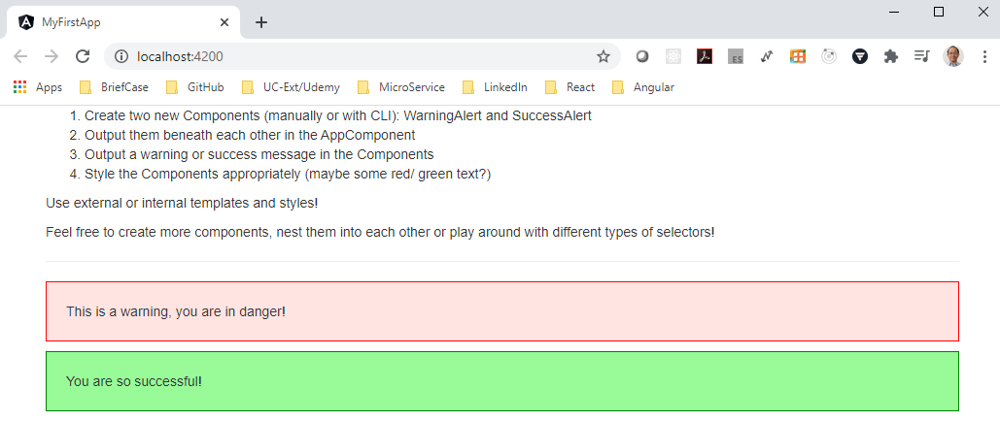 MyFirstApp
localhost:4200
ES
Apps BriefCase GitHub UC-Ext/Udemy MicroService LinkedIn React Angular
1. Create two new Components (manually or with CLI): WarningAlert and SuccessAlert
2. Output them beneath each other in the AppComponent
3. Output a warning or success message in the Components
4. Style the Components appropriately (maybe some red/ green text?)
Use external or internal templates and styles!
Feel free to create more components, nest them into each other or play around with different types of selectors!
This is a warning, you are in danger!
You are so successful!